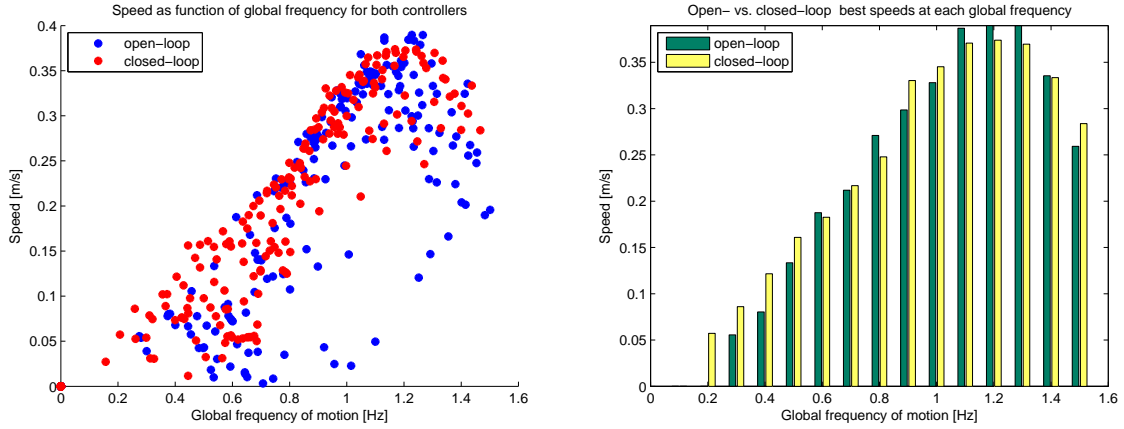 Speed as function of global frequency for both controllers
0.4
0.35
0.3
0.25
0.2
0.15
0.1
0.05
0
Speed [m/s]
open−loop
closed−loop
0 0.2 0.4 0.6 0.8 1 1.2 1.4 1.6
Global frequency of motion [Hz]
Open− vs. closed−loop best speeds at each global frequency
0.35
0.3
0.25
0.2
0.15
0.1
0.05
0
Speed [m/s]
open−loop
closed−loop
0 0.2 0.4 0.6 0.8 1 1.2 1.4 1.6
Global frequency of motion [Hz]